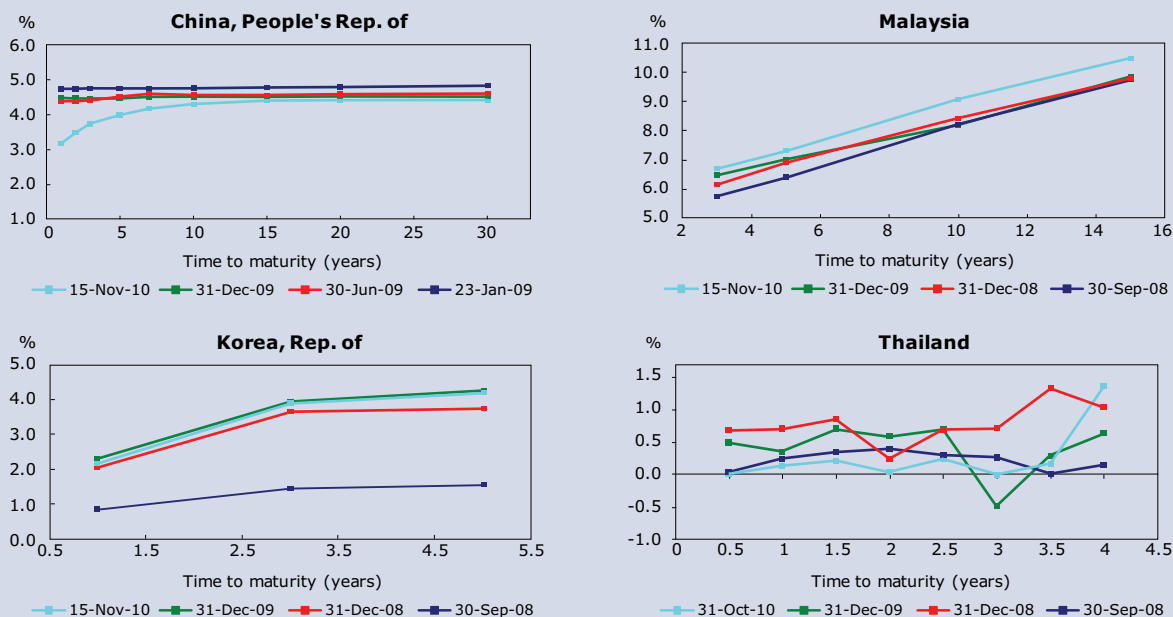 China, People's Rep. of
%
6.0
5.0
4.0
3.0
2.0
1.0
0 5 10 15 20 25 30
Time to maturity (years)
15-Nov-10 31-Dec-09 30-Jun-09 23-Jan-09
Malaysia
%
11.0
10.0
9.0
8.0
7.0
6.0
5.0
2 4 6 8 10 12 14 16
Time to maturity (years)
15-Nov-10 31-Dec-09 31-Dec-08 30-Sep-08
Korea, Rep. of
%
5.0
4.0
3.0
2.0
1.0
0.0
0.5 1.5 2.5 3.5 4.5 5.5
Time to maturity (years)
15-Nov-10 31-Dec-09 31-Dec-08 30-Sep-08
Thailand
%
1.5
1.0
0.5
0.0
-0.5
-1.0
0 0.5 1 1.5 2 2.5 3 3.5 4 4.5
Time to maturity (years)
31-Oct-10 31-Dec-09 31-Dec-08 30-Sep-08